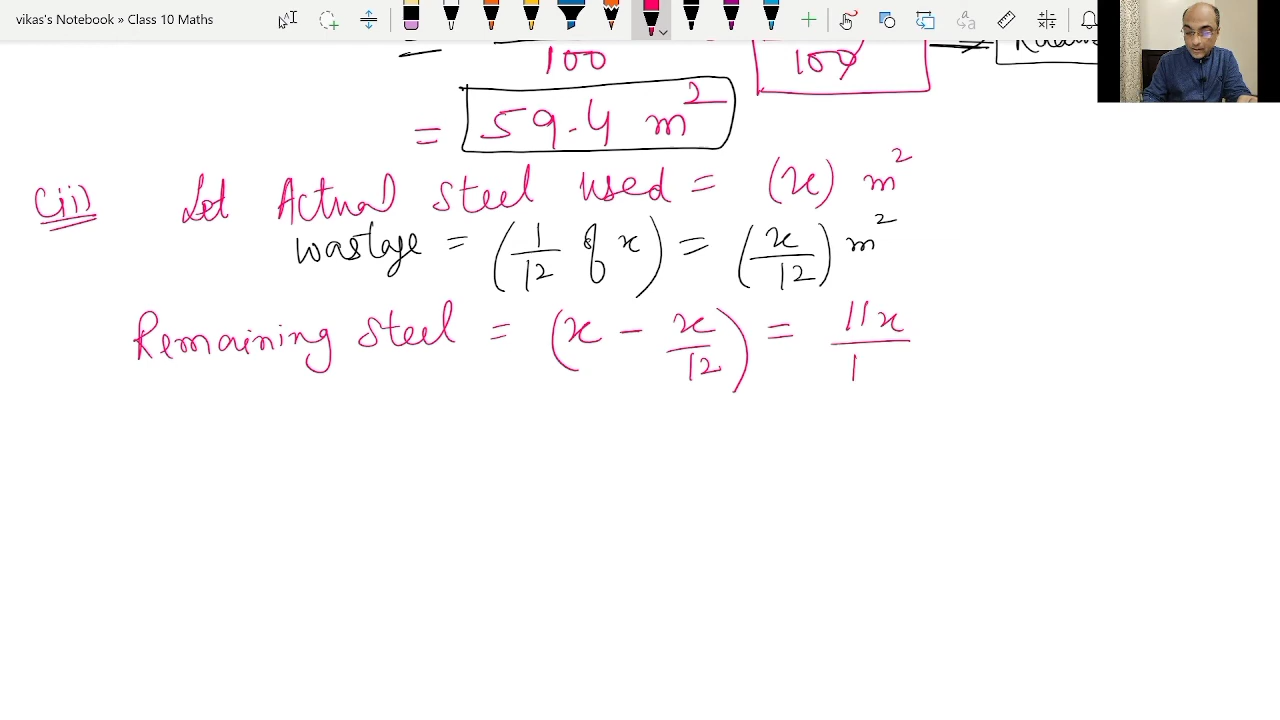 vikas's Notebook » Class 10 Maths
100 100
= 59.4 m²
(ii) Let Actual steel used = (x) m²
wastage = (1/12 of x) = (x/12) m²
Remaining steel = (x - x/12) = 11x/1